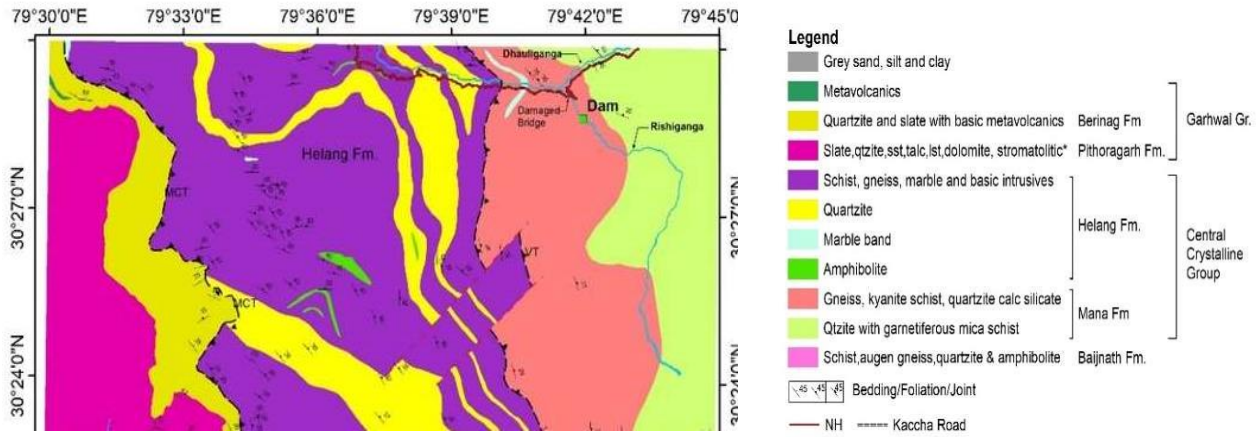 79°30'0"E 79°33'0"E 79°36'0"E 79°39'0"E 79°42'0"E 79°45'0"
30°27'0"N
30°24'0"N
Dhauliganga
Dam
Damaged
Bridge
Rishiganga
Helang Fm.
MCT
VT
MCT
30°27'0"N
30°24'0"N
Legend
Grey sand, silt and clay
Metavolcanics
Quartzite and slate with basic metavolcanics Berinag Fm
Garhwal Gr.
Slate,qtzite,sst,talc,lst,dolomite, stromatolitic* Pithoragarh Fm.
Schist, gneiss, marble and basic intrusives
Quartzite
Helang Fm.
Marble band
Central
Crystalline
Group
Amphibolite
Gneiss, kyanite schist, quartzite calc silicate
Mana Fm
Qtzite with garnetiferous mica schist
Schist,augen gneiss,quartzite & amphibolite Baijnath Fm.
45 45 45 Bedding/Foliation/Joint
NH Kaccha Road